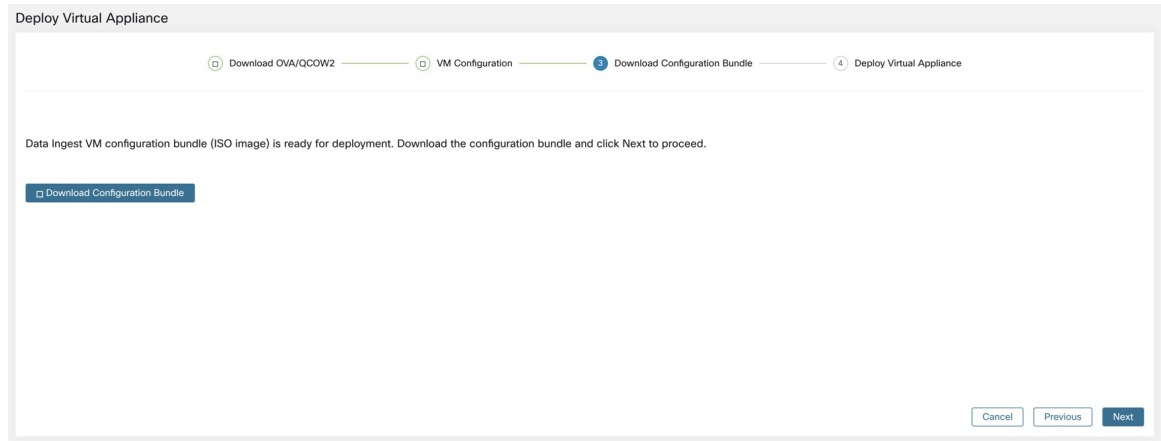 Deploy Virtual Appliance
Download OVA/QCOW2
VM Configuration
3 Download Configuration Bundle
4 Deploy Virtual Appliance
Data Ingest VM configuration bundle (ISO image) is ready for deployment. Download the configuration bundle and click Next to proceed.
Download Configuration Bundle
Cancel
Previous
Next